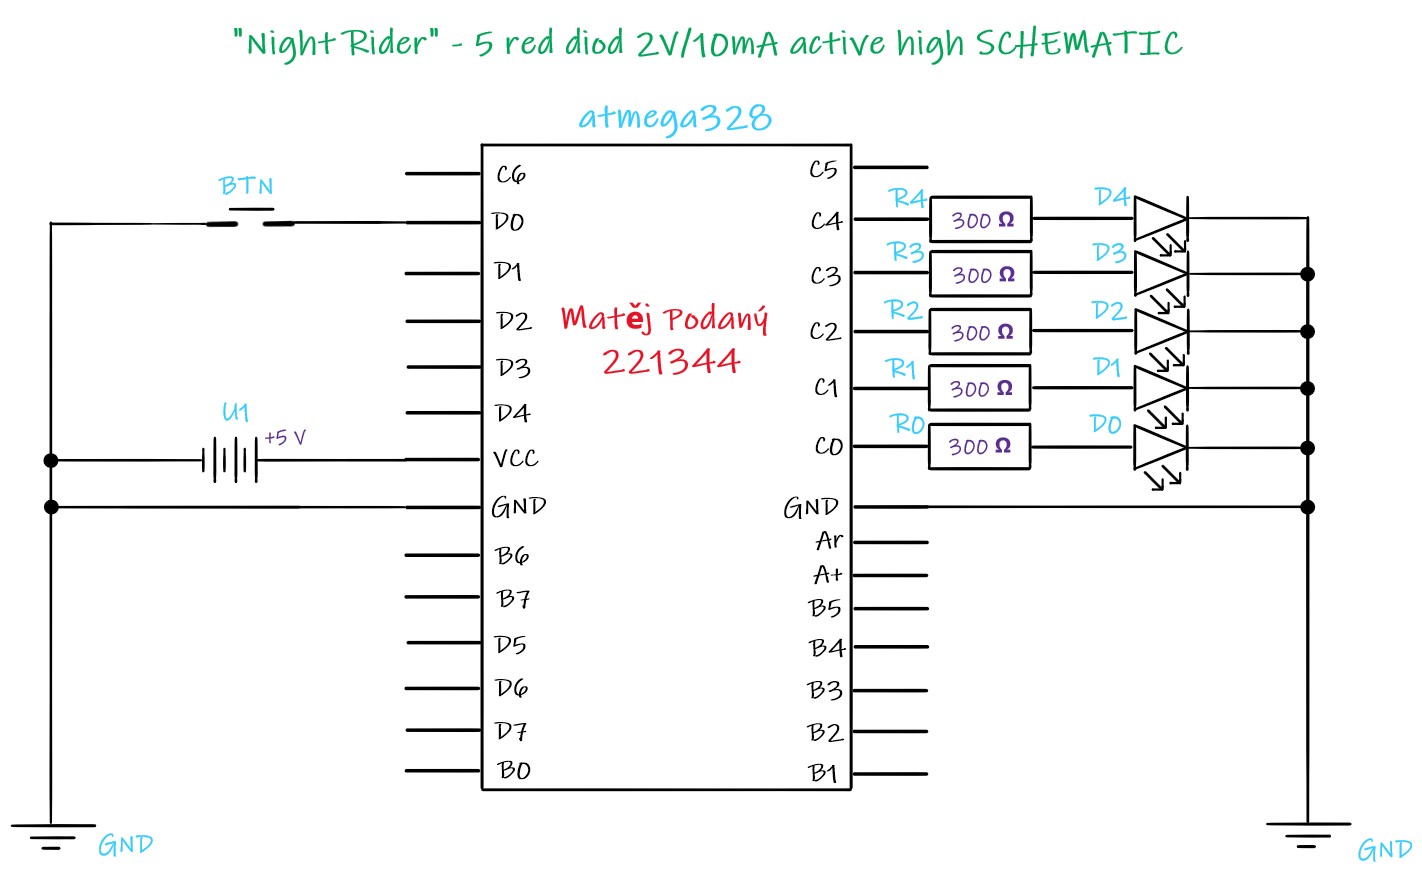 "Night Rider" - 5 red diod 2V/10mA active high SCHEMATIC
atmega328
C6
C5
BTN
D0
R4
300 Ω
D4
C4
D1
R3
300 Ω
D3
C3
D2
Matěj Podaný
221344
R2
300 Ω
D2
C2
D3
R1
300 Ω
D1
C1
D4
U1
+5 V
VCC
R0
300 Ω
D0
C0
GND
GND
B6
Ar
A+
B7
B5
D5
B4
D6
B3
D7
B2
B0
B1
GND
GND